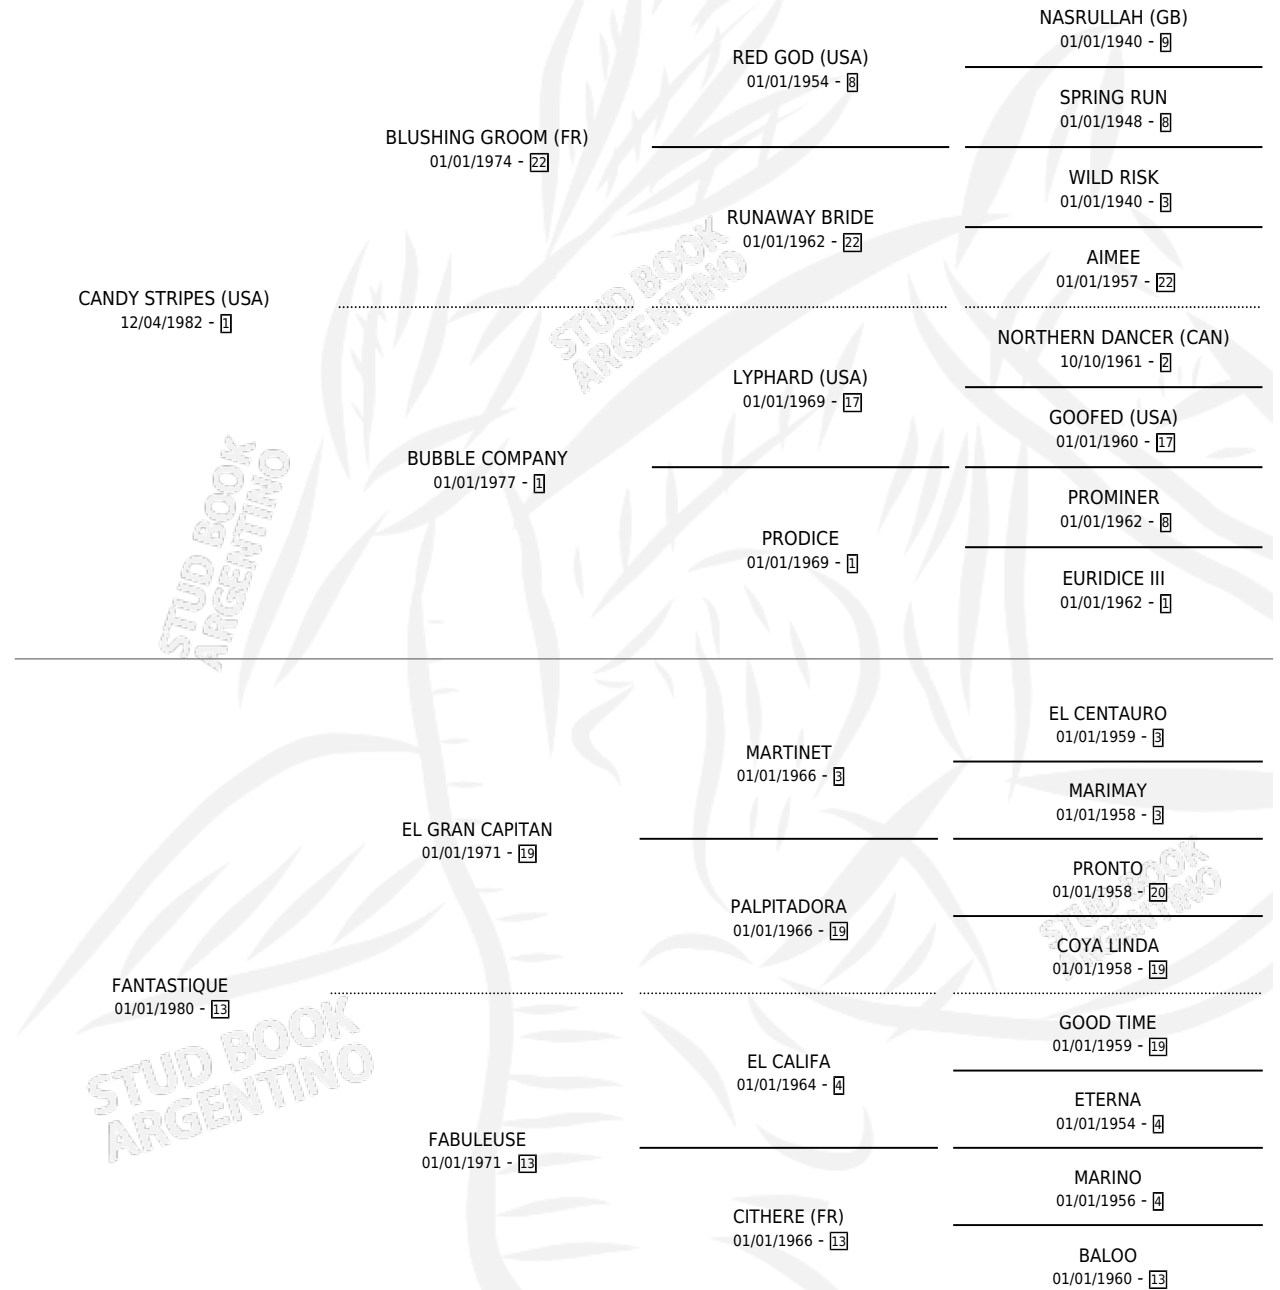 NASRULLAH (GB)
01/01/1940 - 9
RED GOD (USA)
01/01/1954 - 8
SPRING RUN
01/01/1948 - 8
BLUSHING GROOM (FR)
01/01/1974 - 22
WILD RISK
01/01/1940 - 3
RUNAWAY BRIDE
01/01/1962 - 22
AIMEE
01/01/1957 - 22
CANDY STRIPES (USA)
12/04/1982 - 1
NORTHERN DANCER (CAN)
10/10/1961 - 2
LYPHARD (USA)
01/01/1969 - 17
GOOFED (USA)
01/01/1960 - 17
BUBBLE COMPANY
01/01/1977 - 1
PROMINER
01/01/1962 - 8
PRODICE
01/01/1969 - 1
EURIDICE III
01/01/1962 - 1
STUD BOOK
ARGENTINO
STUD BOOK
ARGENTINO
EL CENTAURO
01/01/1959 - 3
MARTINET
01/01/1966 - 3
MARIMAY
01/01/1958 - 3
EL GRAN CAPITAN
01/01/1971 - 19
PRONTO
01/01/1958 - 20
PALPITADORA
01/01/1966 - 19
COYA LINDA
01/01/1958 - 19
STUD BOOK
ARGENTINO
FANTASTIQUE
01/01/1980 - 13
GOOD TIME
01/01/1959 - 19
EL CALIFA
01/01/1964 - 4
ETERNA
01/01/1954 - 4
FABULEUSE
01/01/1971 - 13
MARINO
01/01/1956 - 4
CITHERE (FR)
01/01/1966 - 13
BALOO
01/01/1960 - 13
STUD BOOK
ARGENTINO